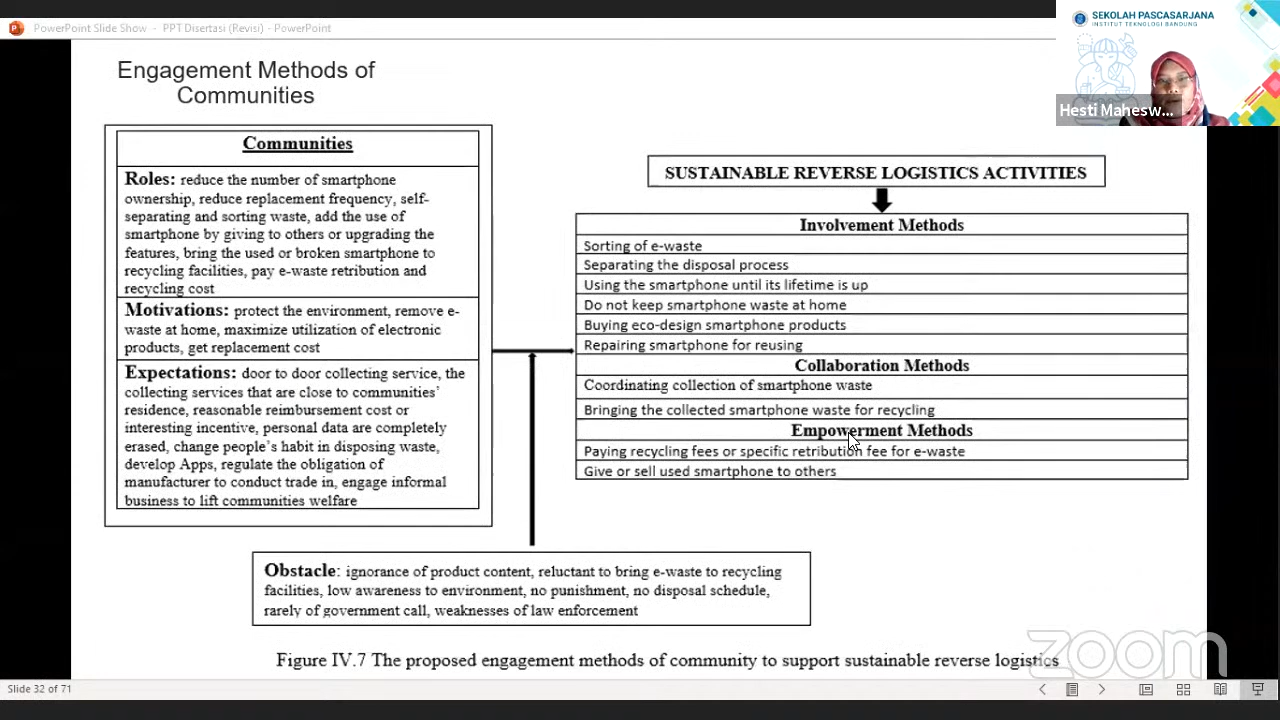 PowerPoint Slide Show - PPT Disertasi (Revisi) - PowerPoint
SEKOLAH PASCASARJANA
INSTITUT TEKNOLOGI BANDUNG
Hesti Mahesw...
Engagement Methods of
Communities
Communities
Roles: reduce the number of smartphone
ownership, reduce replacement frequency, self-
separating and sorting waste, add the use of
smartphone by giving to others or upgrading the
features, bring the used or broken smartphone to
recycling facilities, pay e-waste retribution and
recycling cost
Motivations: protect the environment, remove e-
waste at home, maximize utilization of electronic
products, get replacement cost
Expectations: door to door collecting service, the
collecting services that are close to communities’
residence, reasonable reimbursement cost or
interesting incentive, personal data are completely
erased, change people’s habit in disposing waste,
develop Apps, regulate the obligation of
manufacturer to conduct trade in, engage informal
business to lift communities welfare
SUSTAINABLE REVERSE LOGISTICS ACTIVITIES
Involvement Methods
Sorting of e-waste
Separating the disposal process
Using the smartphone until its lifetime is up
Do not keep smartphone waste at home
Buying eco-design smartphone products
Repairing smartphone for reusing
Collaboration Methods
Coordinating collection of smartphone waste
Bringing the collected smartphone waste for recycling
Empowerment Methods
Paying recycling fees or specific retribution fee for e-waste
Give or sell used smartphone to others
Obstacle: ignorance of product content, reluctant to bring e-waste to recycling
facilities, low awareness to environment, no punishment, no disposal schedule,
rarely of government call, weaknesses of law enforcement
Figure IV.7 The proposed engagement methods of community to support sustainable reverse logistics
zoom
Slide 32 of 71